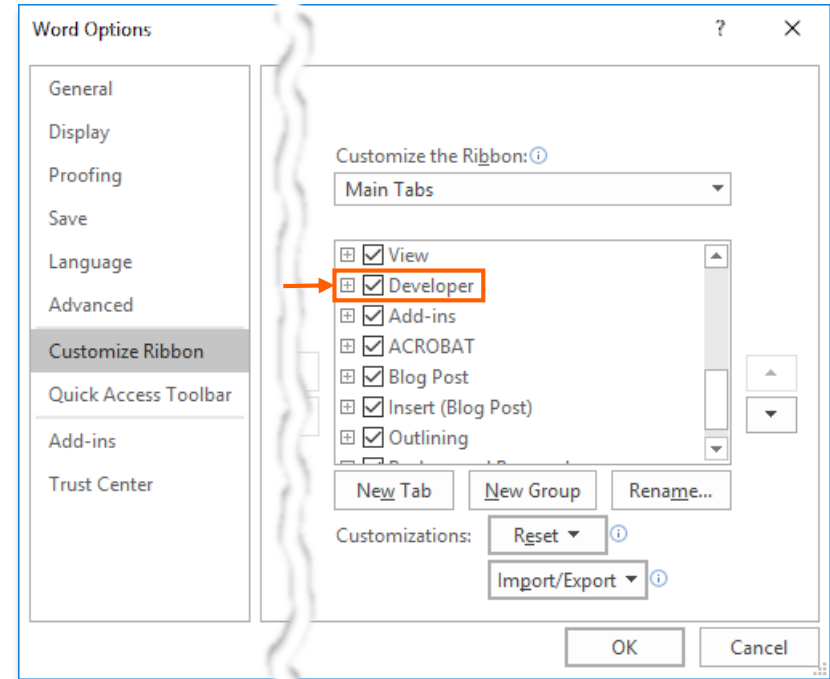 Word Options
?
General
Display
Proofing
Save
Language
Advanced
Customize Ribbon
Quick Access Toolbar
Add-ins
Trust Center
Customize the Ribbon:
Main Tabs
View
Developer
Add-ins
ACROBAT
Blog Post
Insert (Blog Post)
Outlining
New Tab New Group Rename...
Customizations: Reset
Import/Export
OK Cancel